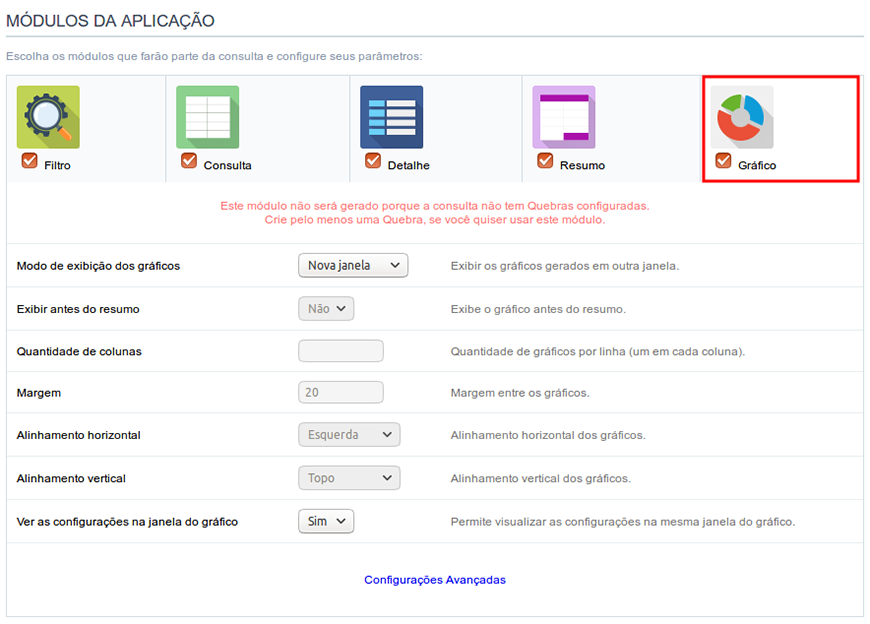 MÓDULOS DA APLICAÇÃO
Escolha os módulos que farão parte da consulta e configure seus parâmetros:
Filtro
Consulta
Detalhe
Resumo
Gráfico
Este módulo não será gerado porque a consulta não tem Quebras configuradas.
Crie pelo menos uma Quebra, se você quiser usar este módulo.
Modo de exibição dos gráficos Nova janela Exibir os gráficos gerados em outra janela.
Exibir antes do resumo Não Exibe o gráfico antes do resumo.
Quantidade de colunas Quantidade de gráficos por linha (um em cada coluna).
Margem 20 Margem entre os gráficos.
Alinhamento horizontal Esquerda Alinhamento horizontal dos gráficos.
Alinhamento vertical Topo Alinhamento vertical dos gráficos.
Ver as configurações na janela do gráfico Sim Permite visualizar as configurações na mesma janela do gráfico.
Configurações Avançadas